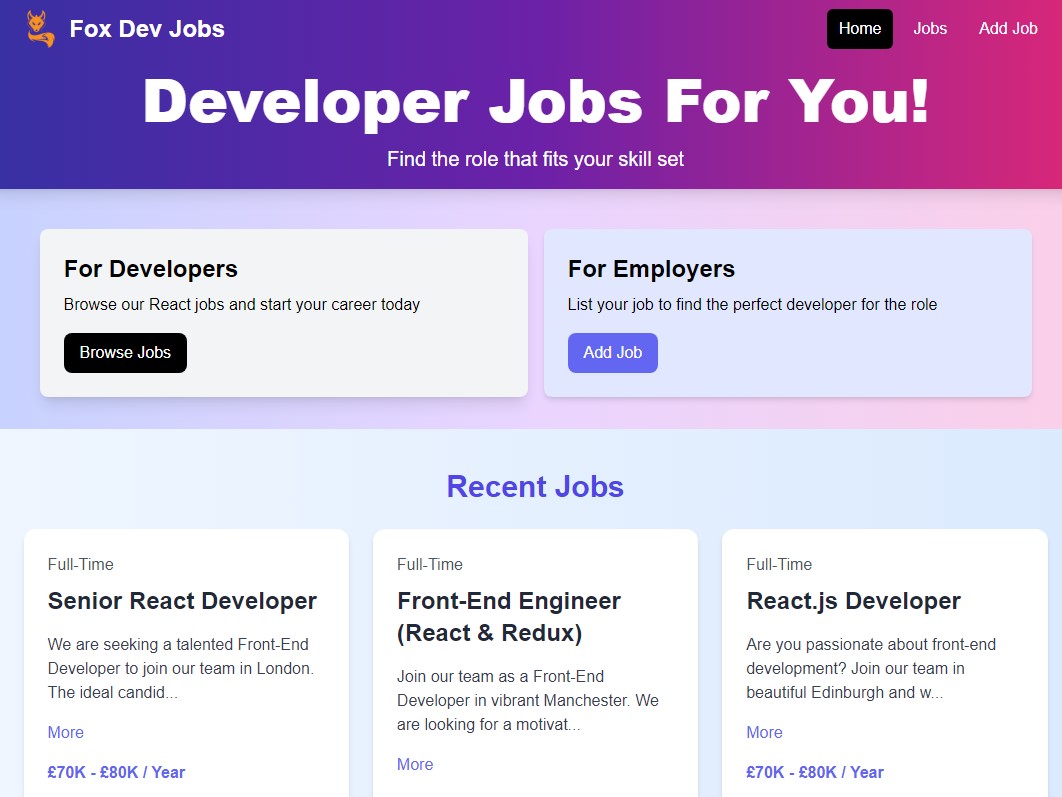 Fox Dev Jobs
Home
Jobs
Add Job
Developer Jobs For You!
Find the role that fits your skill set
For Developers
Browse our React jobs and start your career today
Browse Jobs
For Employers
List your job to find the perfect developer for the role
Add Job
Recent Jobs
Full-Time
Senior React Developer
We are seeking a talented Front-End
Developer to join our team in London.
The ideal candid...
More
£70K - £80K / Year
Full-Time
Front-End Engineer
(React & Redux)
Join our team as a Front-End
Developer in vibrant Manchester. We
are looking for a motivat...
More
Full-Time
React.js Developer
Are you passionate about front-end
development? Join our team in
beautiful Edinburgh and w...
More
£70K - £80K / Year